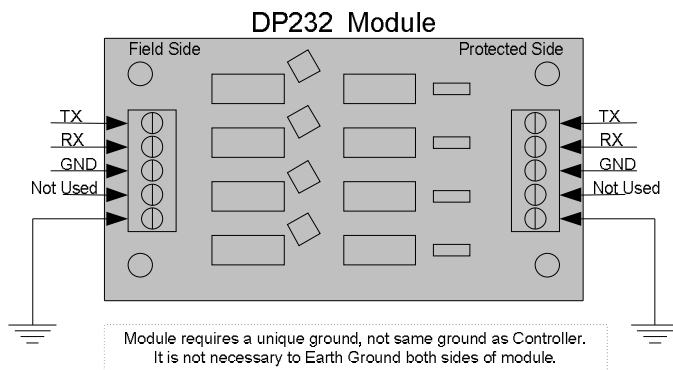 DP232 Module
Field Side
Protected Side
TX
RX
GND
Not Used
TX
RX
GND
Not Used
Module requires a unique ground, not same ground as Controller.
It is not necessary to Earth Ground both sides of module.